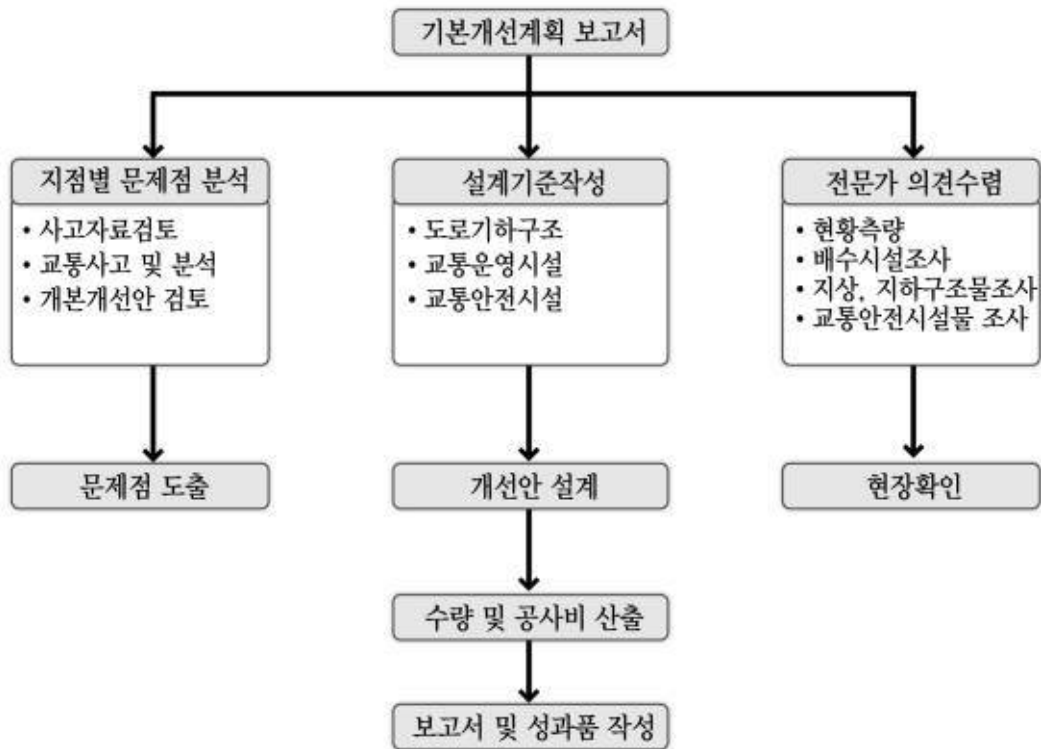 기본개선계획 보고서
지점별 문제점 분석
• 사고자료검토
• 교통사고 및 분석
• 개본개선안 검토
설계기준작성
• 도로기하구조
• 교통운영시설
• 교통안전시설
전문가 의견수렴
• 현황측량
• 배수시설조사
• 지상, 지하구조물조사
• 교통안전시설물 조사
문제점 도출
개선안 설계
현장확인
수량 및 공사비 산출
보고서 및 성과품 작성